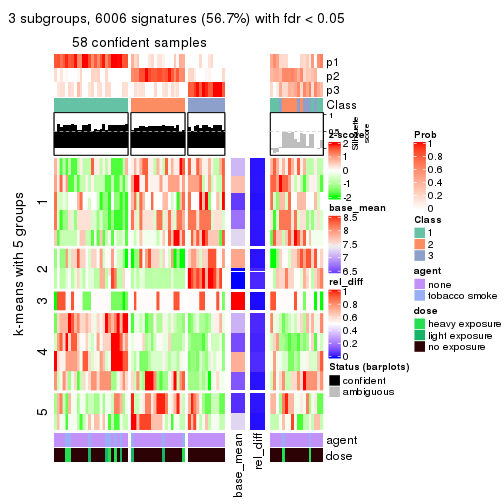 3 subgroups, 6006 signatures (56.7%) with fdr < 0.05
58 confident samples
p1
p2
p3
Class
1
0.5
0
Silhouette
score
k-means with 5 groups
1
2
3
4
5
agent
dose
base_mean
rel_diff
z-score
2
1
0
-1
-2
base_mean
8.5
8
7.5
7
6.5
rel_diff
1
0.8
0.6
0.4
0.2
0
Status (barplots)
confident
ambiguous
Prob
1
0.8
0.6
0.4
0.2
0
Class
1
2
3
agent
none
tobacco smoke
dose
heavy exposure
light exposure
no exposure